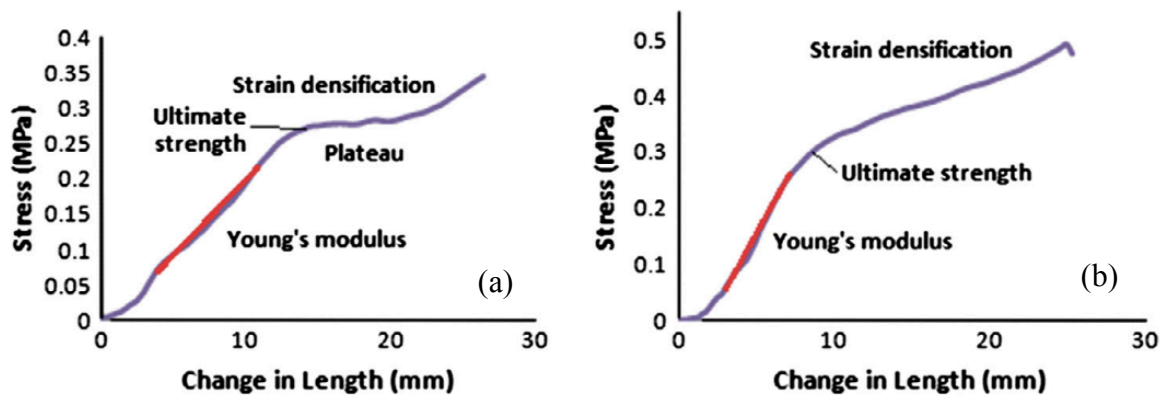 0.4
0.35
0.3
0.25
0.2
0.15
0.1
0.05
0
Stress (MPa)
Strain densification
Ultimate
strength
Plateau
Young's modulus
(a)
0 10 20 30
Change in Length (mm)
0.5
0.4
0.3
0.2
0.1
0
Stress (MPa)
Strain densification
Ultimate strength
Young's modulus
(b)
0 10 20 30
Change in Length (mm)